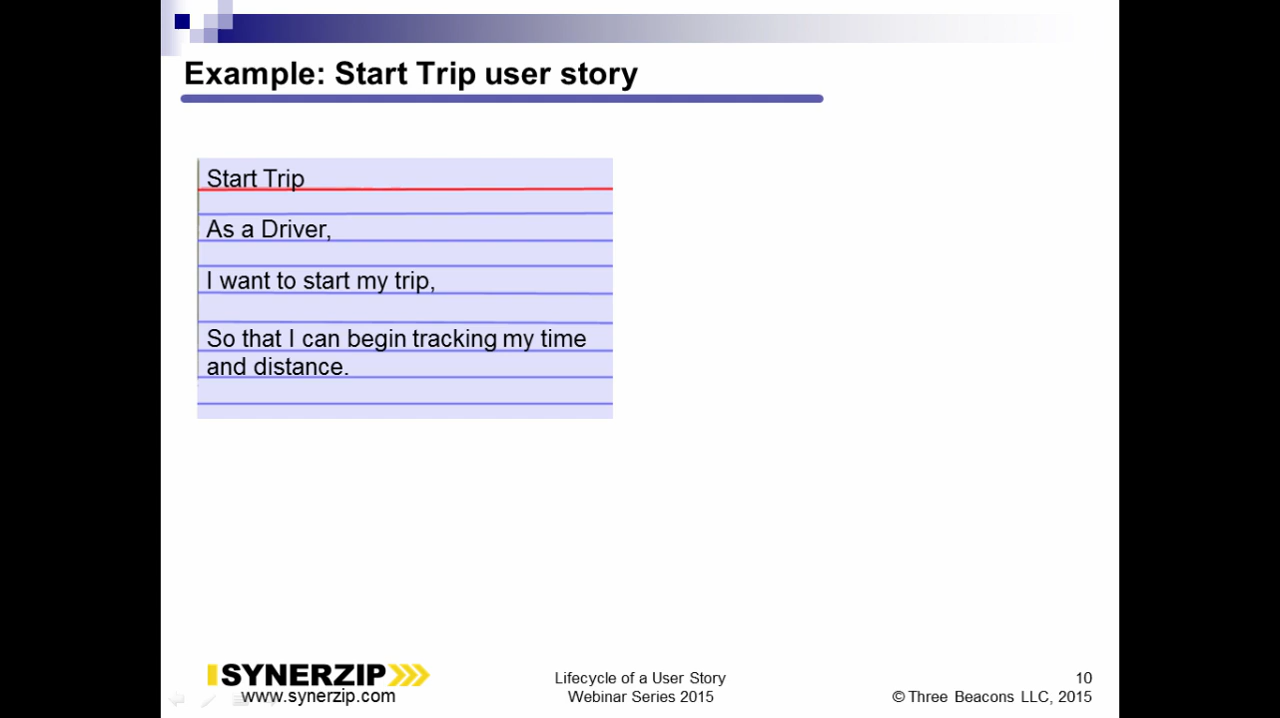 Example: Start Trip user story
Start Trip
As a Driver,
I want to start my trip,
So that I can begin tracking my time
and distance.
SYNERZIP
www.synerzip.com
Lifecycle of a User Story
Webinar Series 2015
10
© Three Beacons LLC, 2015